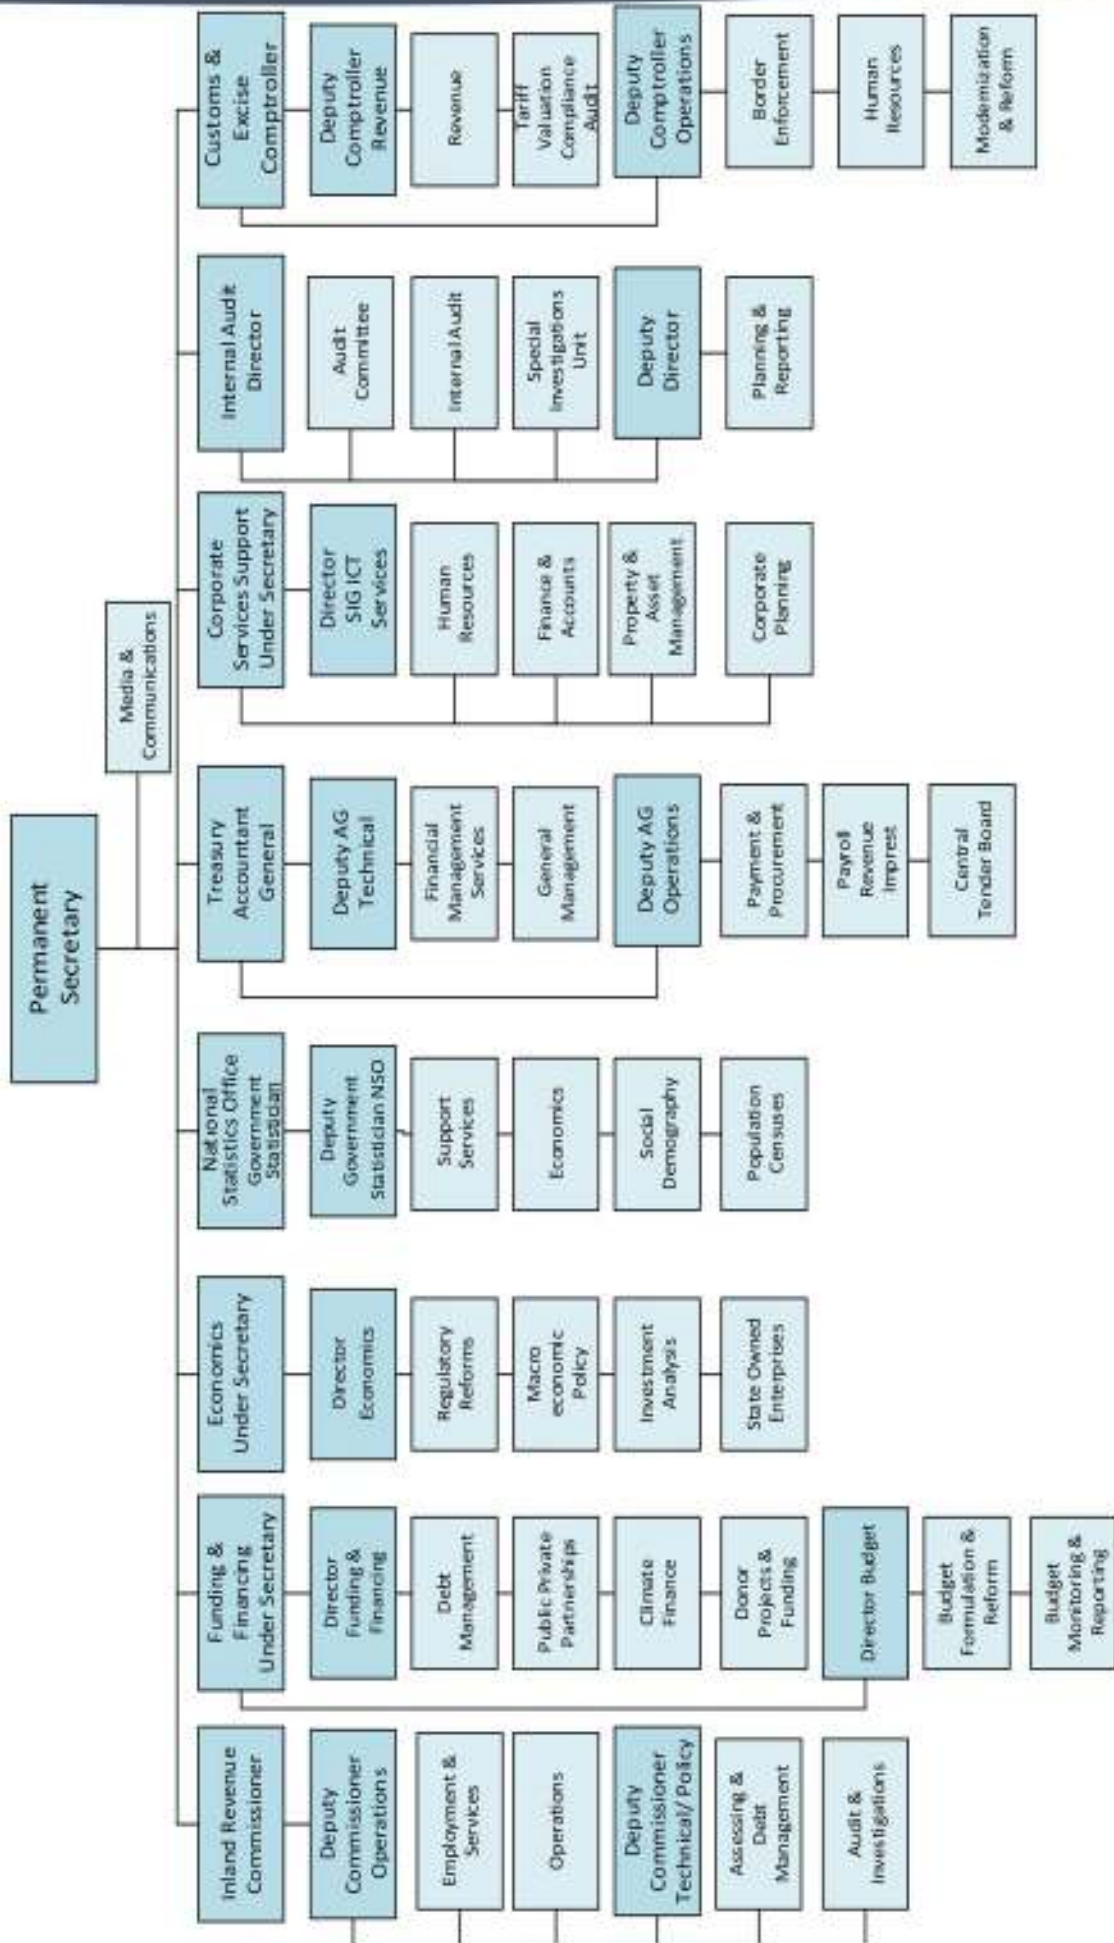 Permanent
Secretary
Media &
Communications
Inland Revenue
Commissioner
Deputy
Commissioner
Operations
Employment &
Services
Operations
Deputy
Commissioner
Technical/ Policy
Assessing &
Debt
Management
Audit &
Investigations
Funding &
Financing
Under Secretary
Director
Funding &
Financing
Debt
Management
Public Private
Partnerships
Climate
Finance
Donor
Projects &
Funding
Director Budget
Budget
Formulation &
Reform
Budget
Monitoring &
Reporting
Economics
Under Secretary
Director
Economics
Regulatory
Reforms
Macro
economic
Policy
Investment
Analysis
State Owned
Enterprises
National
Statistics Office
Government
Statistician
Deputy
Government
Statistician NSO
Support
Services
Economics
Social
Demography
Population
Censuses
Treasury
Accountant
General
Deputy AG
Technical
Financial
Management
Services
General
Management
Deputy AG
Operations
Payment &
Procurement
Payroll
Revenue
Imprest
Central
Tender Board
Corporate
Services Support
Under Secretary
Director
SIG ICT
Services
Human
Resources
Finance &
Accounts
Property &
Asset
Management
Corporate
Planning
Internal Audit
Director
Audit
Committee
Internal Audit
Special
Investigations
Unit
Deputy
Director
Planning &
Reporting
Customs &
Excise
Comptroller
Deputy
Comptroller
Revenue
Revenue
Tariff
Valuation
Compliance
Audit
Deputy
Comptroller
Operations
Border
Enforcement
Human
Resources
Modernization
& Reform